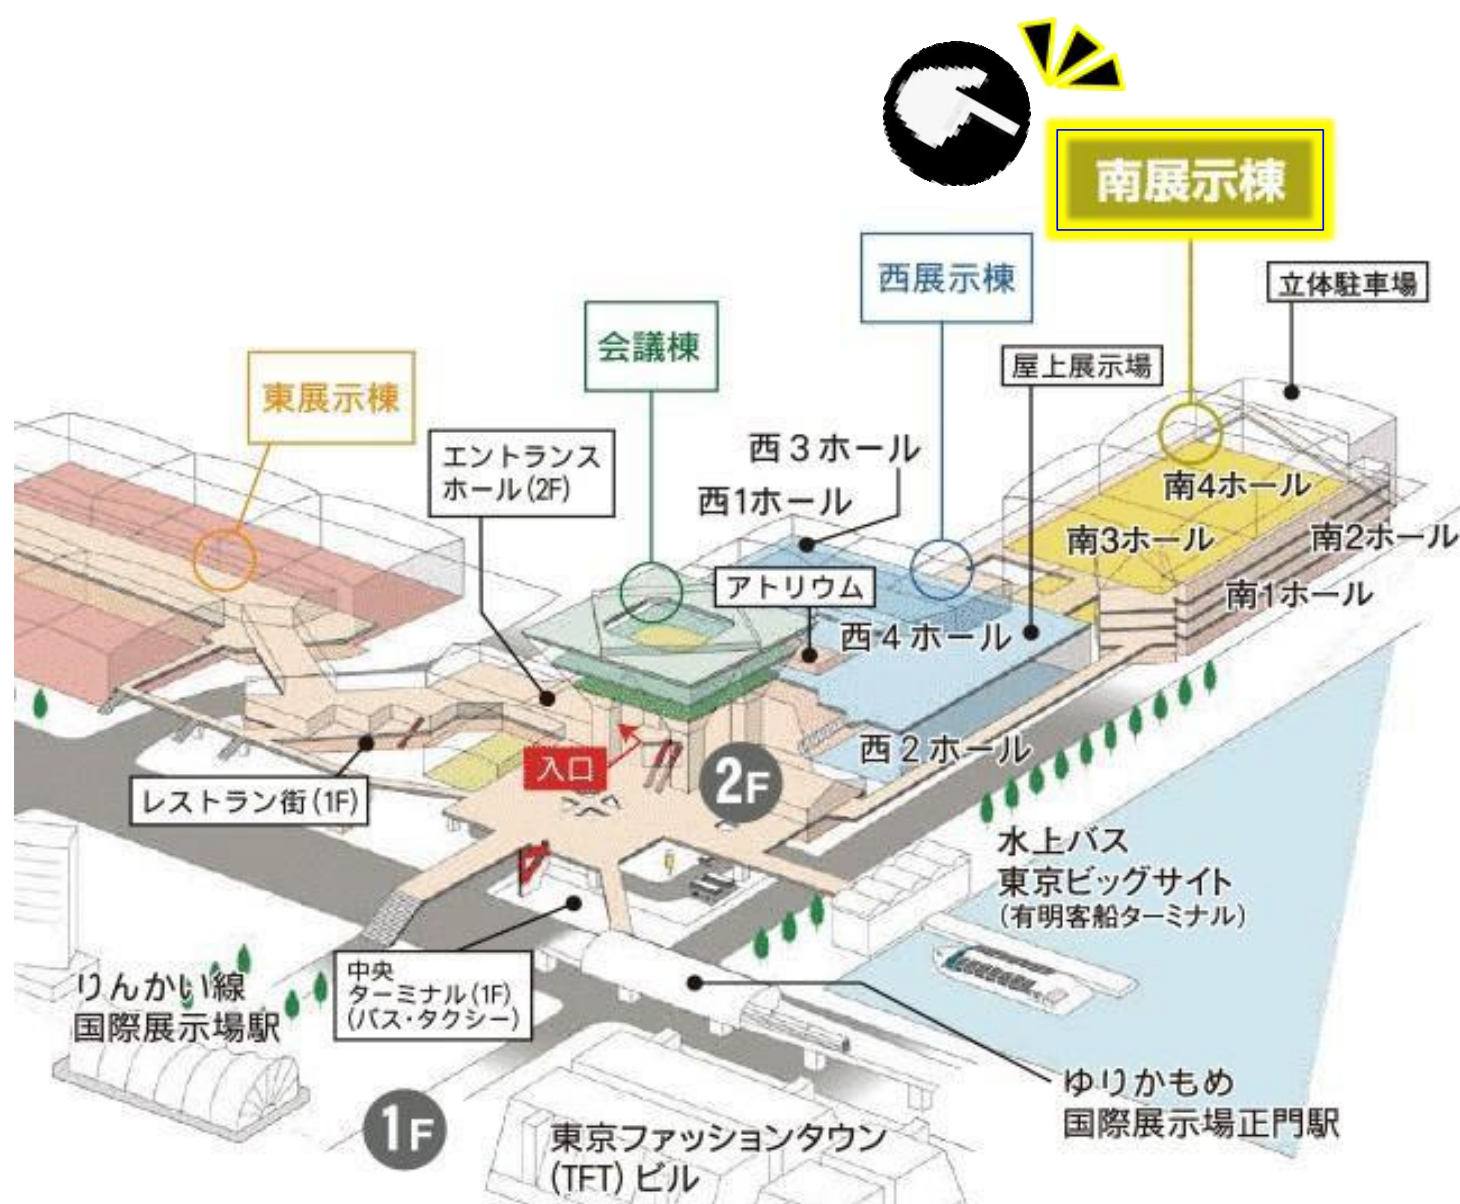 南展示棟
西展示棟
立体駐車場
会議棟
屋上展示場
東展示棟
エントランス
ホール(2F)
西3ホール
西1ホール
南4ホール
南3ホール
南2ホール
南1ホール
アトリウム
西4ホール
西2ホール
入口
2F
レストラン街(1F)
水上バス
東京ビッグサイト
(有明客船ターミナル)
りんかい線
国際展示場駅
中央
ターミナル(1F)
(バス・タクシー)
ゆりかもめ
国際展示場正門駅
1F
東京ファッションタウン
(TFT)ビル